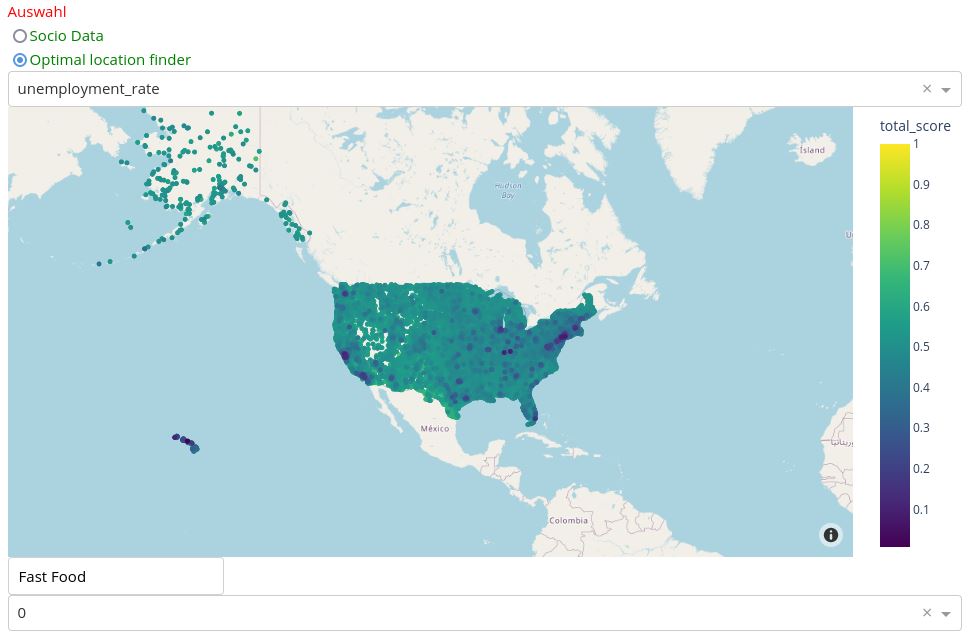 Auswahl
Socio Data
Optimal location finder
unemployment_rate
total_score
1
0.9
0.8
0.7
0.6
0.5
0.4
0.3
0.2
0.1
Ísland
Hudson
Bay
México
Colombia
Fast Food
0